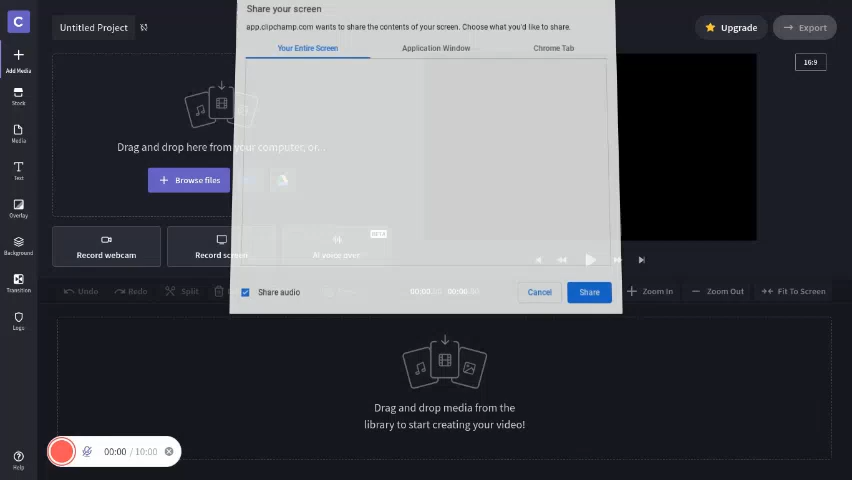 Share your screen
app.clipchamp.com wants to share the contents of your screen. Choose what you'd like to share.
Your Entire Screen
Application Window
Chrome Tab
C
Untitled Project
Upgrade
Export
Add Media
16:9
Stock
Media
Drag and drop here from your computer, or...
Text
Browse files
Overlay
BETA
Background
Record webcam
Record screen
AI voice over
Transition
Undo
Redo
Split
Share audio
Cancel
Share
Zoom In
Zoom Out
Fit To Screen
Logo
Drag and drop media from the
library to start creating your video!
00:00 / 10:00
Help